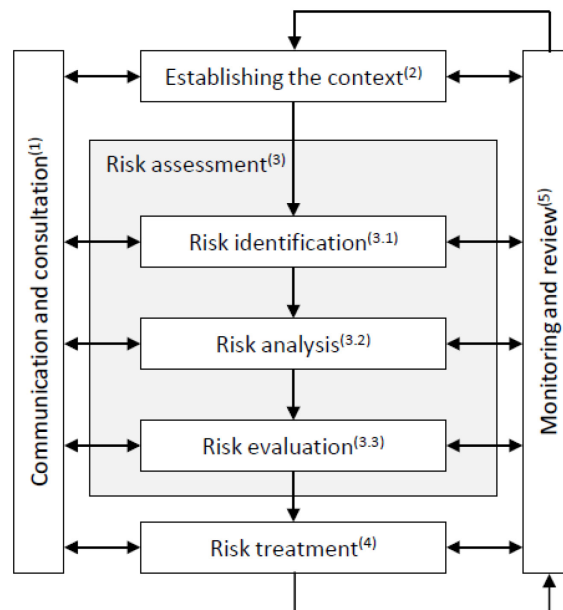 Establishing the context(2)
Communication and consultation(1)
Risk assessment(3)
Risk identification(3.1)
Risk analysis(3.2)
Risk evaluation(3.3)
Risk treatment(4)
Monitoring and review(5)